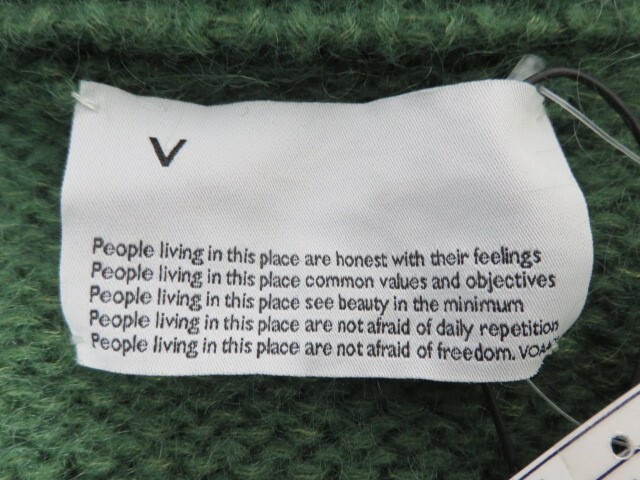 V
People living in this place are honest with their feelings
People living in this place common values and objectives
People living in this place see beauty in the minimum
People living in this place are not afraid of daily repetition
People living in this place are not afraid of freedom.